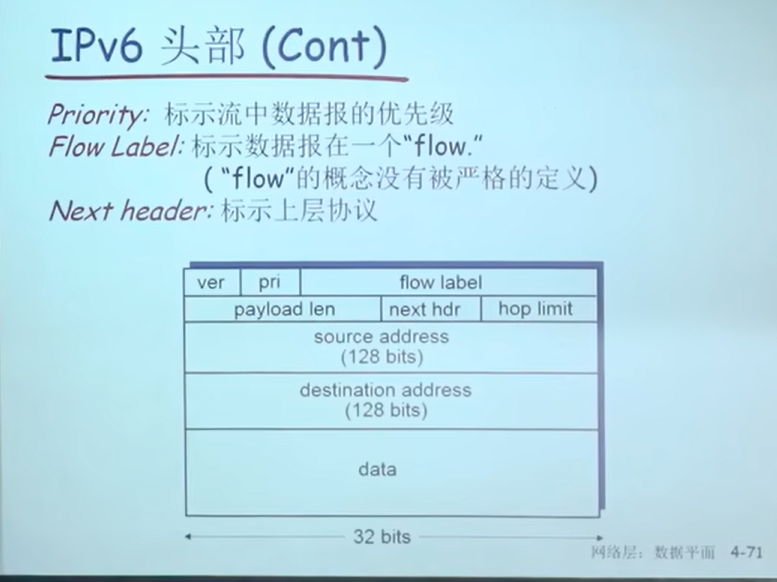 IPv6 头部 (Cont)
Priority: 标示流中数据报的优先级
Flow Label: 标示数据报在一个“flow.”
( “flow”的概念没有被严格的定义)
Next header: 标示上层协议
ver pri flow label
payload len next hdr hop limit
source address
(128 bits)
destination address
(128 bits)
data
32 bits
网络层：数据平面 4-71